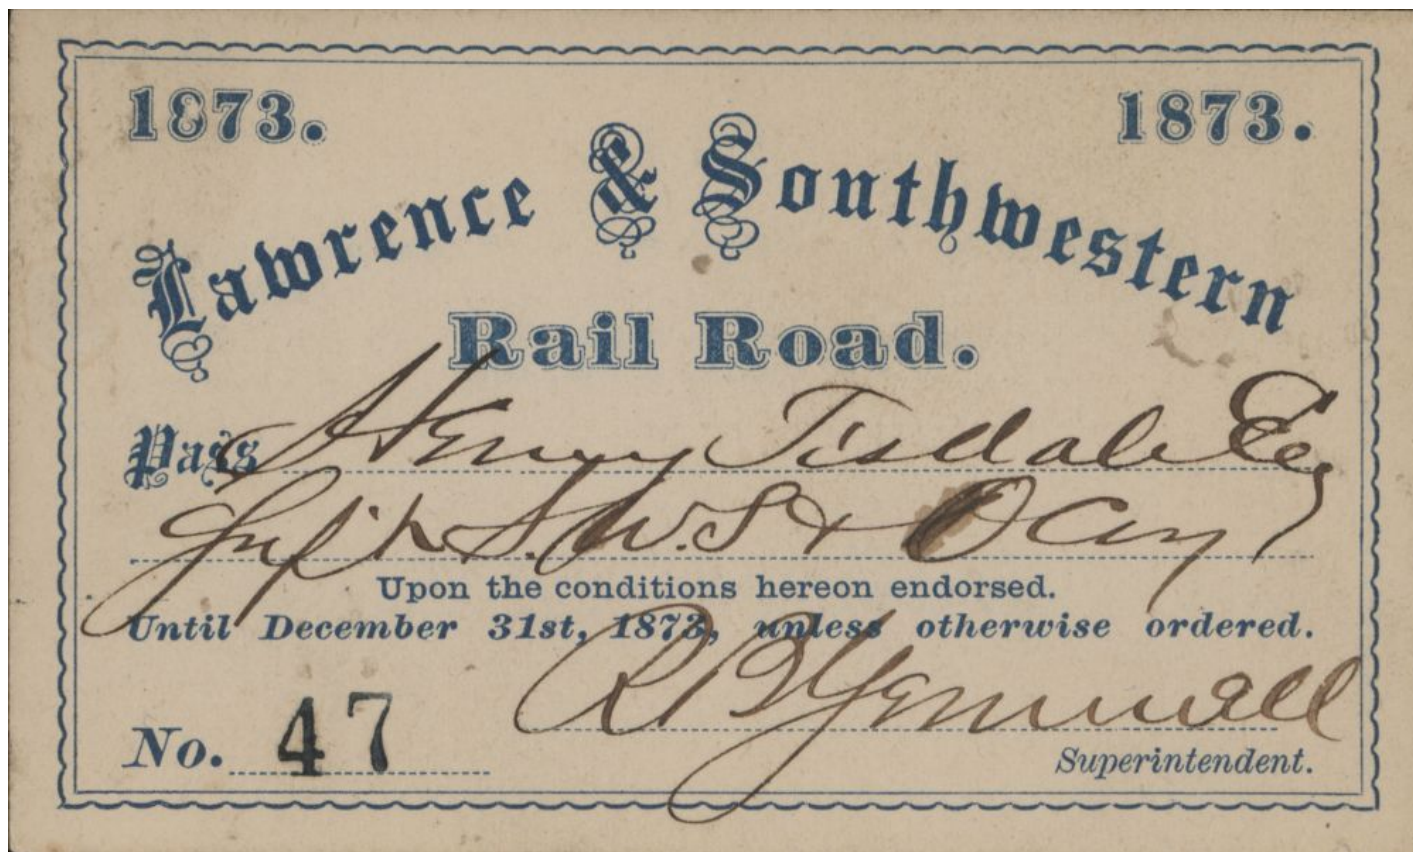 1873. 1873.
Lawrence & Southwestern
Rail Road.
Pass Henry Tisdale Esq
Sup't S.W.S &
Upon the conditions hereon endorsed.
Until December 31st, 1873, unless otherwise ordered.
No. 47
Superintendent.